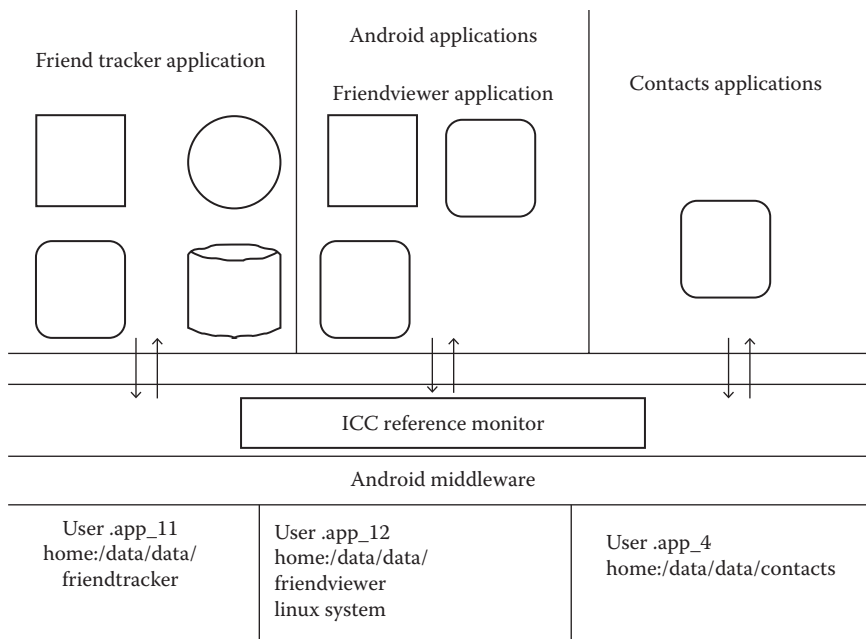 Android applications
Friend tracker application
Friendviewer application
Contacts applications
ICC reference monitor
Android middleware
User .app_11
home:/data/data/
friendtracker
User .app_12
home:/data/data/
friendviewer
linux system
User .app_4
home:/data/data/contacts